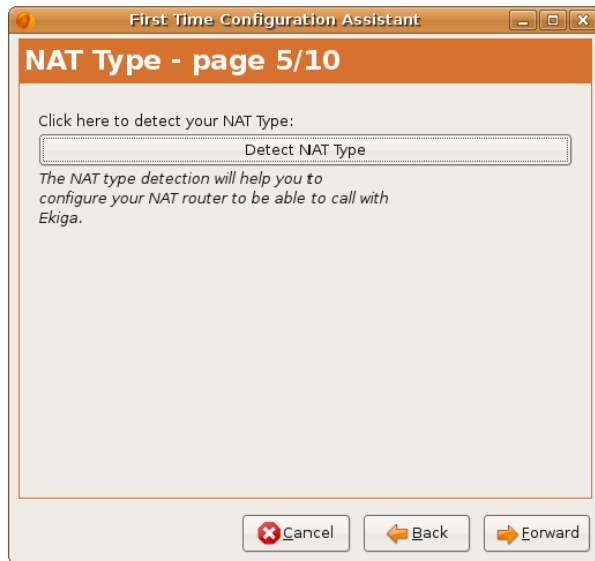 First Time Configuration Assistant
NAT Type - page 5/10
Click here to detect your NAT Type:
Detect NAT Type
The NAT type detection will help you to
configure your NAT router to be able to call with
Ekiga.
Cancel
Back
Forward